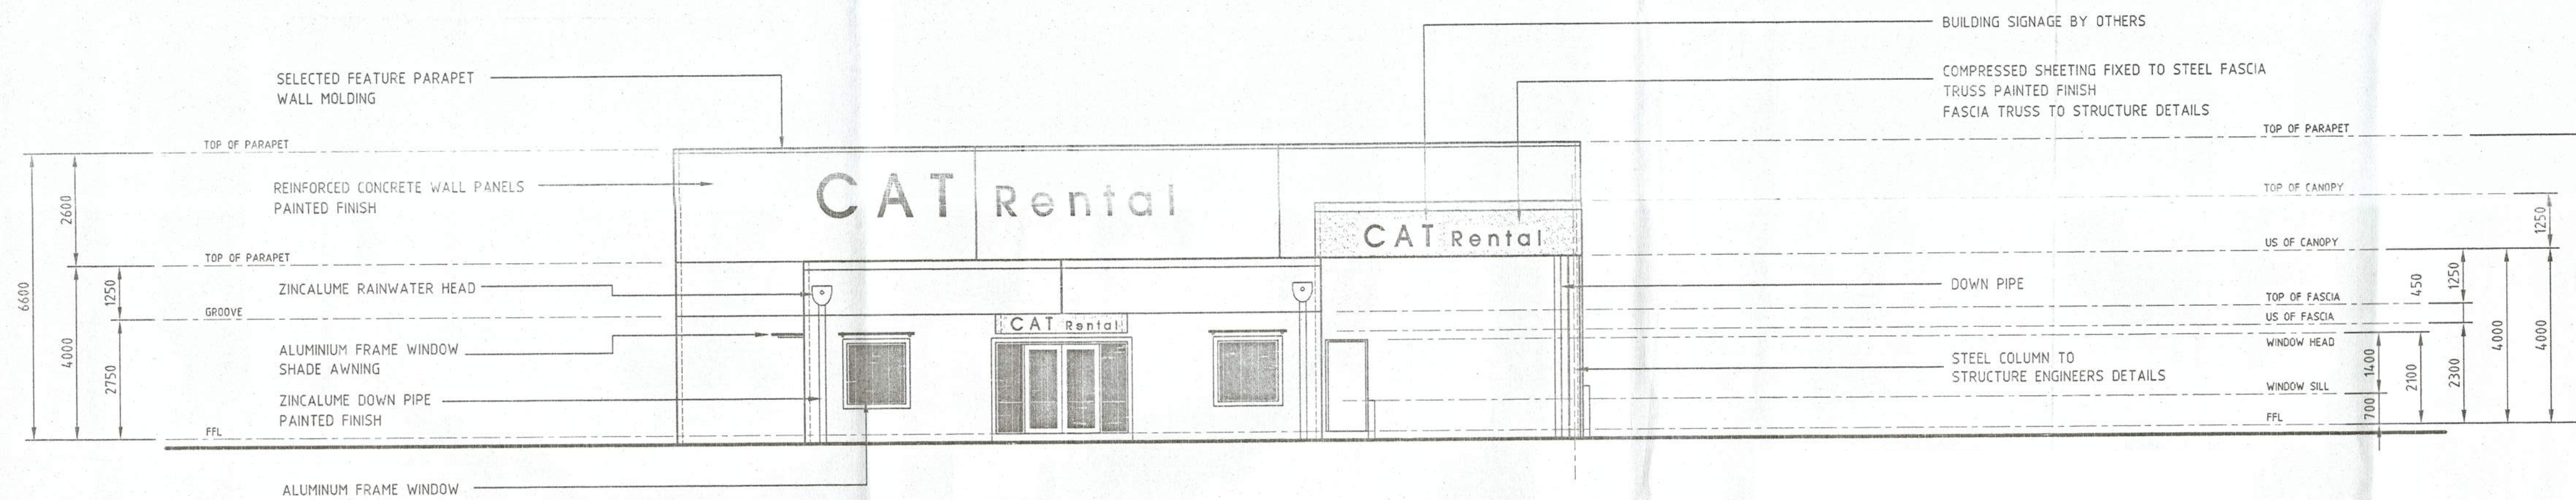 BUILDING SIGNAGE BY OTHERS
SELECTED FEATURE PARAPET
WALL MOLDING
COMPRESSED SHEETING FIXED TO STEEL FASCIA
TRUSS PAINTED FINISH
FASCIA TRUSS TO STRUCTURE DETAILS
TOP OF PARAPET
TOP OF PARAPET
REINFORCED CONCRETE WALL PANELS
PAINTED FINISH
CAT Rental
TOP OF CANOPY
2600
1250
CAT Rental
US OF CANOPY
TOP OF PARAPET
6600
1250
ZINCALUME RAINWATER HEAD
DOWN PIPE
450
1250
TOP OF FASCIA
GROOVE
US OF FASCIA
CAT Rental
4000
2750
ALUMINIUM FRAME WINDOW
SHADE AWNING
WINDOW HEAD
4000
4000
STEEL COLUMN TO
STRUCTURE ENGINEERS DETAILS
1400
2100
2300
WINDOW SILL
ZINCALUME DOWN PIPE
PAINTED FINISH
700
FFL
FFL
ALUMINUM FRAME WINDOW